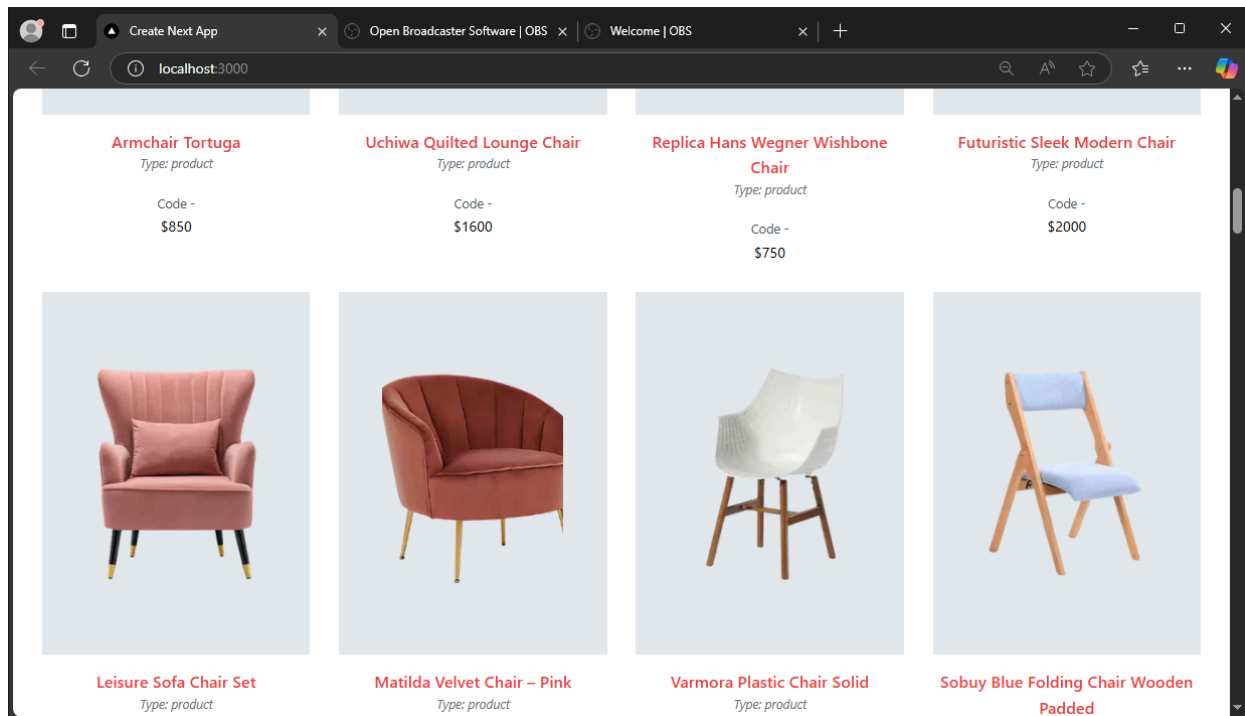 Create Next App
Open Broadcaster Software | OBS
Welcome | OBS
localhost:3000
Armchair Tortuga
Type: product
Code -
$850
Uchiwa Quilted Lounge Chair
Type: product
Code -
$1600
Replica Hans Wegner Wishbone
Chair
Type: product
Code -
$750
Futuristic Sleek Modern Chair
Type: product
Code -
$2000
Leisure Sofa Chair Set
Type: product
Matilda Velvet Chair – Pink
Type: product
Varmora Plastic Chair Solid
Type: product
Sobuy Blue Folding Chair Wooden
Padded